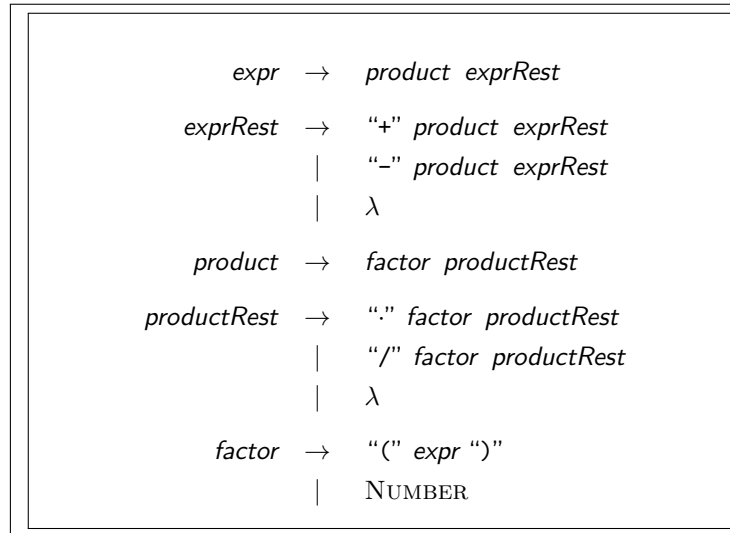 expr → product exprRest
exprRest → “+” product exprRest
| “-” product exprRest
| λ
product → factor productRest
productRest → “·” factor productRest
| “/” factor productRest
| λ
factor → “(” expr “)”
| NUMBER